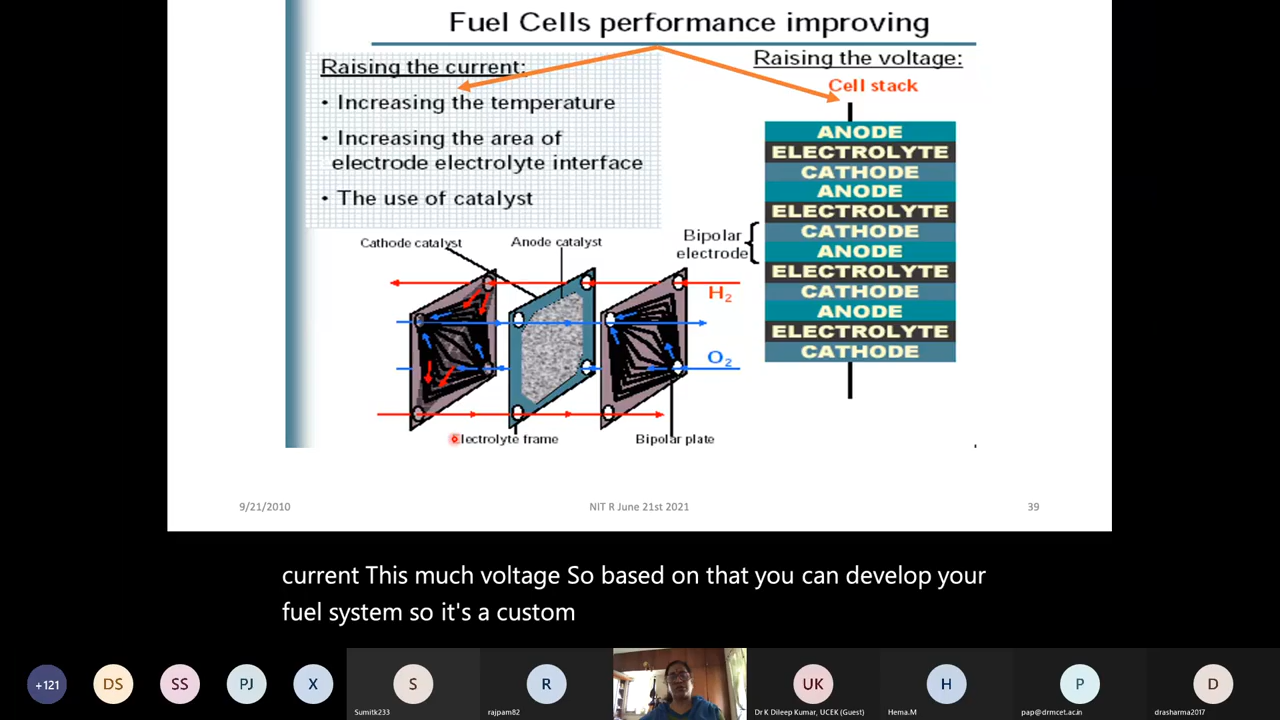 Fuel Cells performance improving
Raising the current:
• Increasing the temperature
• Increasing the area of
electrode electrolyte interface
• The use of catalyst
Raising the voltage:
Cell stack
ANODE
ELECTROLYTE
CATHODE
ANODE
ELECTROLYTE
CATHODE
ANODE
ELECTROLYTE
CATHODE
ANODE
ELECTROLYTE
CATHODE
Bipolar
electrode
Cathode catalyst
Anode catalyst
H2
O2
Electrolyte frame
Bipolar plate
9/21/2010
NIT R June 21st 2021
39
current This much voltage So based on that you can develop your
fuel system so it's a custom
+121
DS
SS
PJ
X
S
Sumitk233
R
rajpam82
UK
Dr K Dileep Kumar, UCEK (Guest)
H
Hema.M
P
pap@drmcet.ac.in
D
drasharma2017